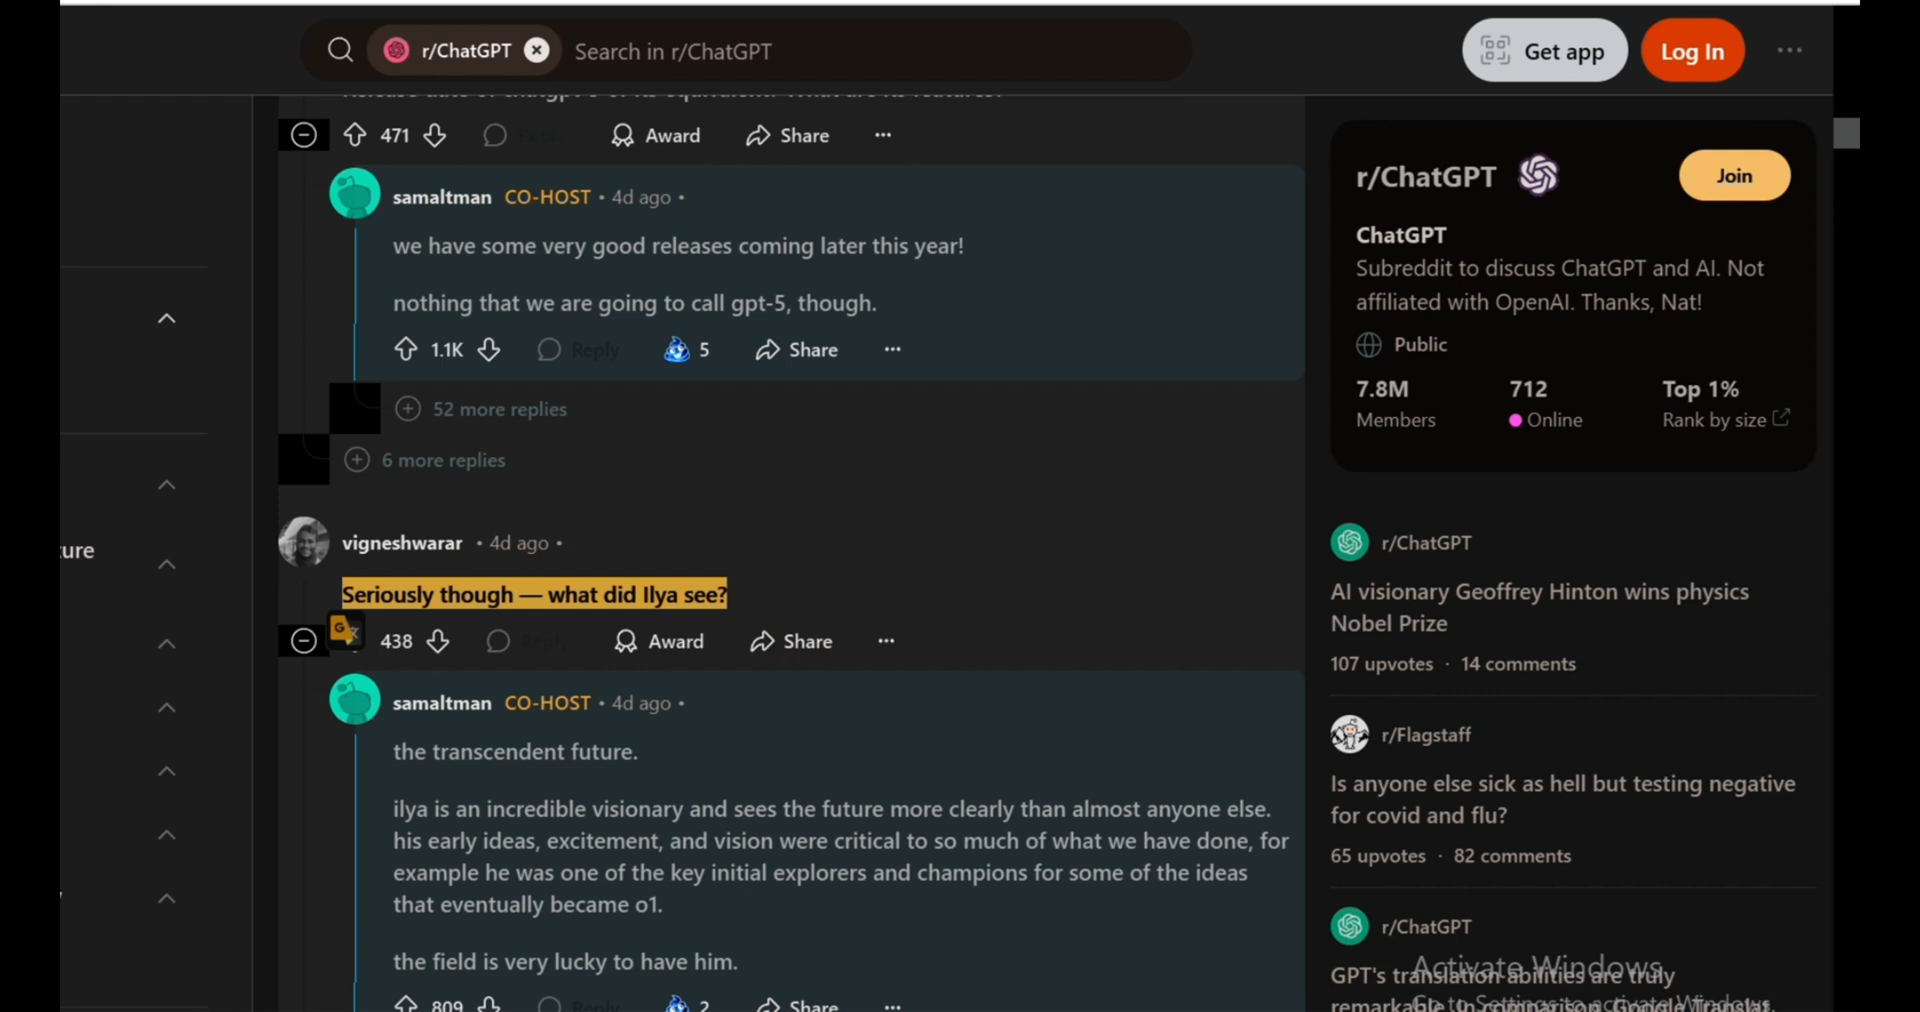 r/ChatGPT
Search in r/ChatGPT
Get app
Log In
471
Reply
Award
Share
samaltman CO-HOST • 4d ago •
we have some very good releases coming later this year!
nothing that we are going to call gpt-5, though.
1.1K
Reply
5
Share
52 more replies
6 more replies
vigneshwarar • 4d ago •
Seriously though — what did Ilya see?
438
Reply
Award
Share
samaltman CO-HOST • 4d ago •
the transcendent future.
ilya is an incredible visionary and sees the future more clearly than almost anyone else.
his early ideas, excitement, and vision were critical to so much of what we have done, for
example he was one of the key initial explorers and champions for some of the ideas
that eventually became o1.
the field is very lucky to have him.
809
Reply
2
Share
ture
r/ChatGPT
Join
ChatGPT
Subreddit to discuss ChatGPT and AI. Not
affiliated with OpenAI. Thanks, Nat!
Public
7.8M 712 Top 1%
Members Online Rank by size
r/ChatGPT
AI visionary Geoffrey Hinton wins physics
Nobel Prize
107 upvotes · 14 comments
r/Flagstaff
Is anyone else sick as hell but testing negative
for covid and flu?
65 upvotes · 82 comments
r/ChatGPT
GPT's translation abilities are truly
remarkable. In comparison, Google Translat
Activate Windows
Go to Settings to activate Windows.